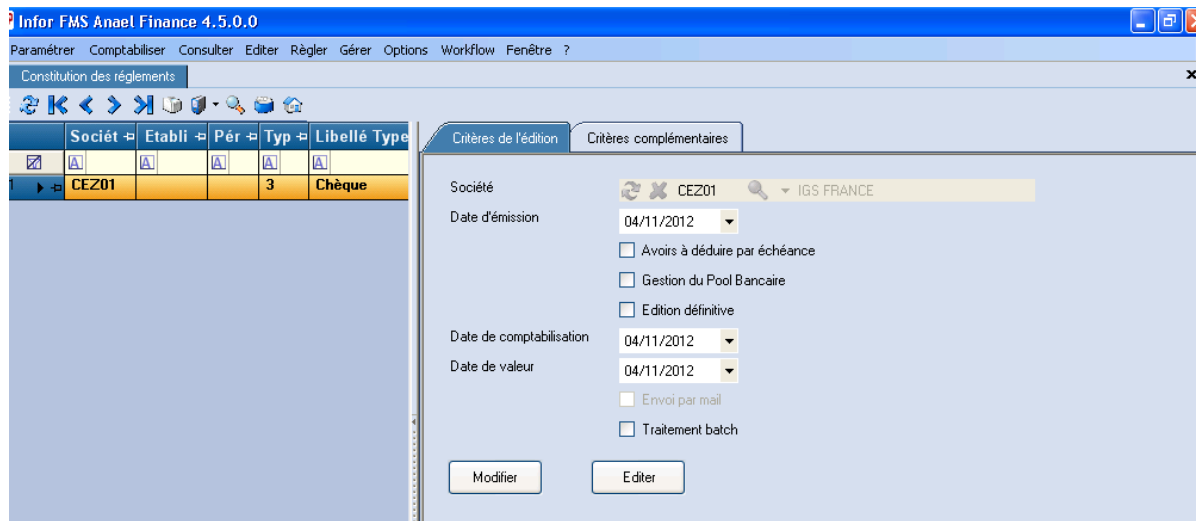 Infor FMS Anael Finance 4.5.0.0
Paramétrer Comptabiliser Consulter Editer Règler Gérer Options Workflow Fenêtre ?
Constitution des réglements
Sociét Etabli Pér Typ Libellé Type
A A A A A
1 CEZ01 3 Chèque
Critères de l'édition Critères complémentaires
Société CEZ01 IGS FRANCE
Date d'émission 04/11/2012
Avoirs à déduire par échéance
Gestion du Pool Bancaire
Edition définitive
Date de comptabilisation 04/11/2012
Date de valeur 04/11/2012
Envoi par mail
Traitement batch
Modifier Editer